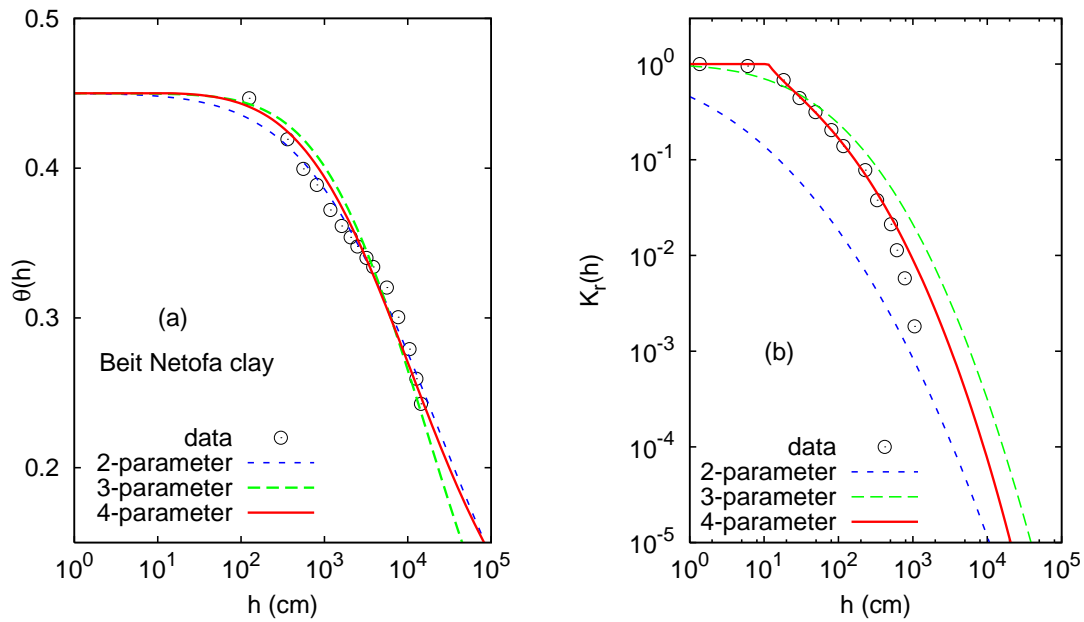 0.5
0.4
0.3
0.2
θ(h)
(a)
Beit Netofa clay
data
2-parameter
3-parameter
4-parameter
10^0 10^1 10^2 10^3 10^4 10^5
h (cm)
10^0
10^-1
10^-2
10^-3
10^-4
10^-5
K_r(h)
(b)
data
2-parameter
3-parameter
4-parameter
10^0 10^1 10^2 10^3 10^4 10^5
h (cm)